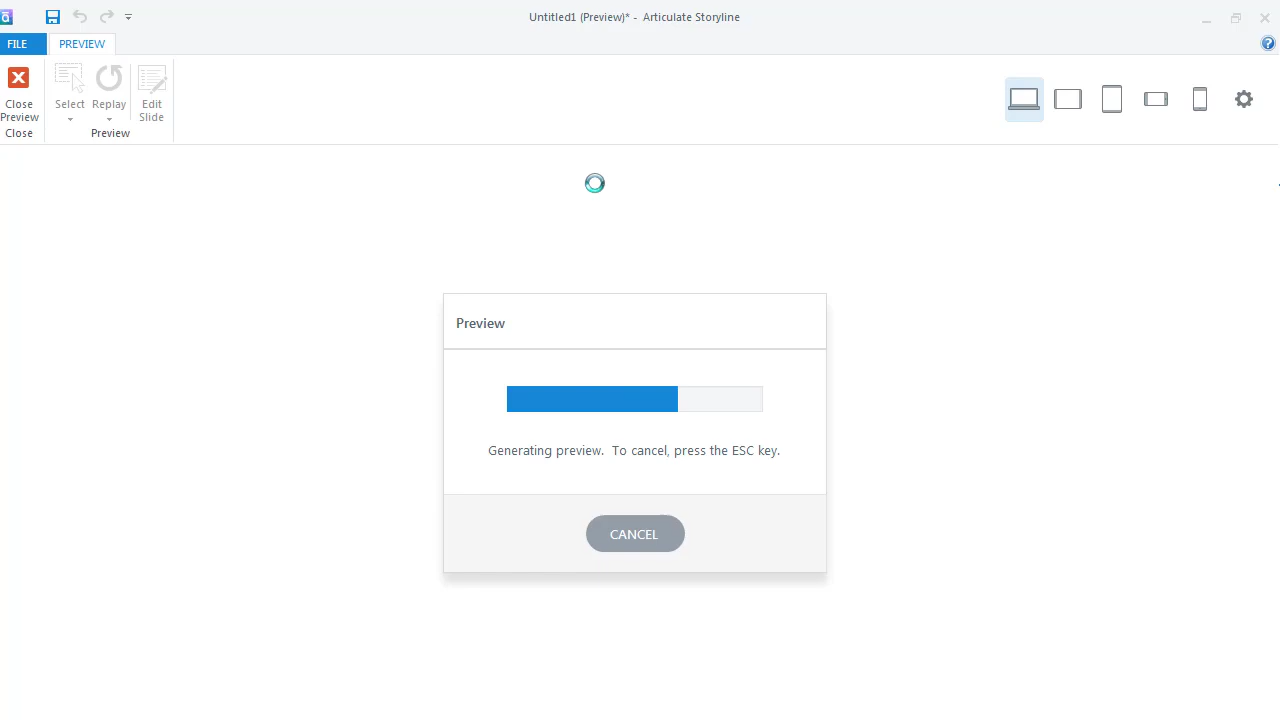 Untitled1 (Preview)* - Articulate Storyline
FILE
PREVIEW
Close
Preview
Select
Replay
Edit
Slide
Close
Preview
Preview
Generating preview. To cancel, press the ESC key.
CANCEL